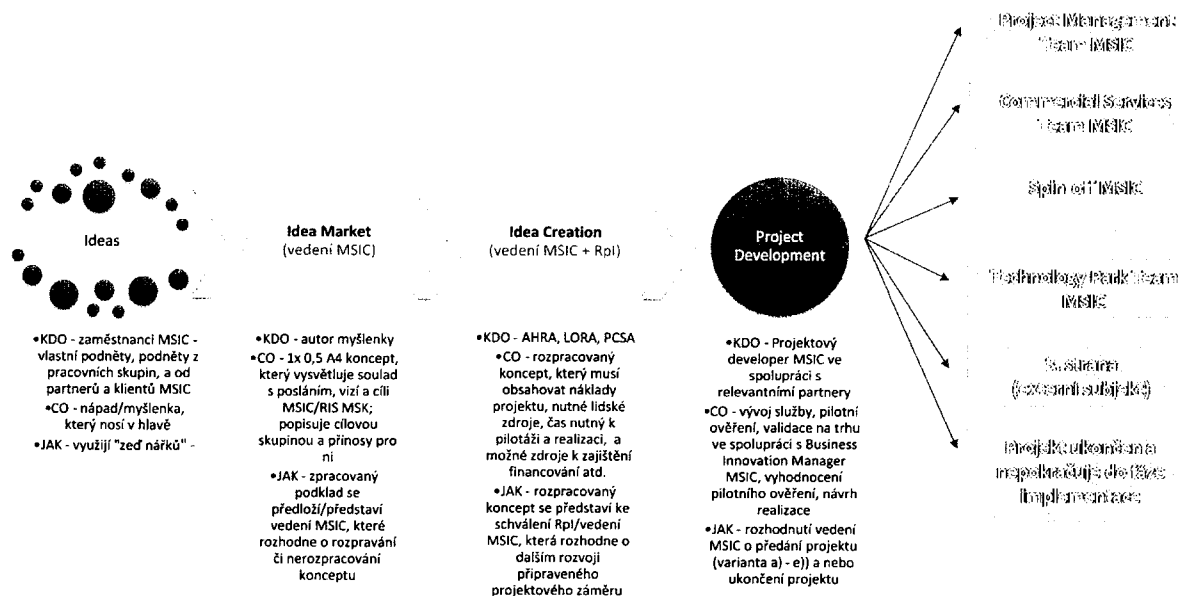 Ideas
•KDO - zaměstnanci MSIC -
vlastní podněty, podněty z
pracovních skupin, a od
partnerů a klientů MSIC
•CO - nápad/myšlenka,
který nosí v hlavě
•JAK - využijí "zeď nářků" -
Idea Market
(vedení MSIC)
•KDO - autor myšlenky
•CO - 1x 0,5 A4 koncept,
který vysvětluje soulad
s posláním, vizí a cíli
MSIC/RIS MSK;
popisuje cílovou
skupinou a přínosy pro
ni
•JAK - zpracovaný
podklad se
předloží/představí
vedení MSIC, které
rozhodne o rozpravání
či nerozpracování
konceptu
Idea Creation
(vedení MSIC + RpI)
•KDO - AHRA, LORA, PCSA
•CO - rozpracovaný
koncept, který musí
obsahovat náklady
projektu, nutné lidské
zdroje, čas nutný k
pilotáži a realizaci, a
možné zdroje k zajištění
financování atd.
•JAK - rozpracovaný
koncept se představí ke
schválení RpI/vedení
MSIC, která rozhodne o
dalším rozvoji
připraveného
projektového záměru
Project
Development
•KDO - Projektový
developer MSIC ve
spolupráci s
relevantními partnery
•CO - vývoj služby, pilotní
ověření, validace na trhu
ve spolupráci s Business
Innovation Manager
MSIC, vyhodnocení
pilotního ověření, návrh
realizace
•JAK - rozhodnutí vedení
MSIC o předání projektu
(varianta a) - e)) a nebo
ukončení projektu
Project Management
Team MSIC
Commercial Services
Team MSIC
Spin off MSIC
Technology Park Team
MSIC
3. strana
(externí subjekt)
Projekt ukončen a
nepokračuje do fáze
implementace